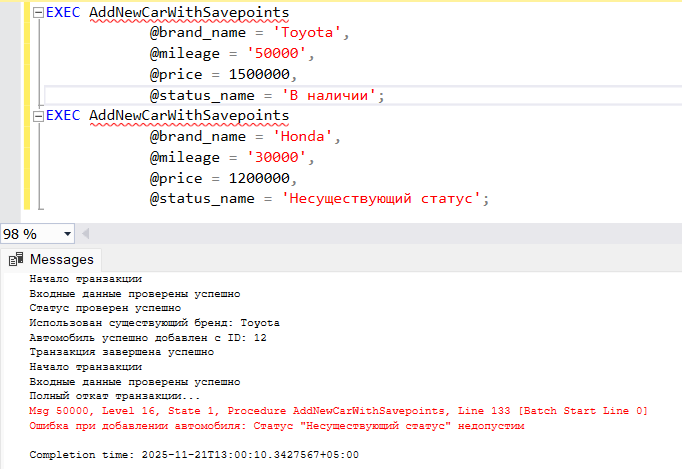 EXEC AddNewCarWithSavepoints
@brand_name = 'Toyota',
@mileage = '50000',
@price = 1500000,
@status_name = 'В наличии';
EXEC AddNewCarWithSavepoints
@brand_name = 'Honda',
@mileage = '30000',
@price = 1200000,
@status_name = 'Несуществующий статус';
98 %
Messages
Начало транзакции
Входные данные проверены успешно
Статус проверен успешно
Использован существующий бренд: Toyota
Автомобиль успешно добавлен с ID: 12
Транзакция завершена успешно
Начало транзакции
Входные данные проверены успешно
Полный откат транзакции...
Msg 50000, Level 16, State 1, Procedure AddNewCarWithSavepoints, Line 133 [Batch Start Line 0]
Ошибка при добавлении автомобиля: Статус "Несуществующий статус" недопустим
Completion time: 2025-11-21T13:00:10.3427567+05:00